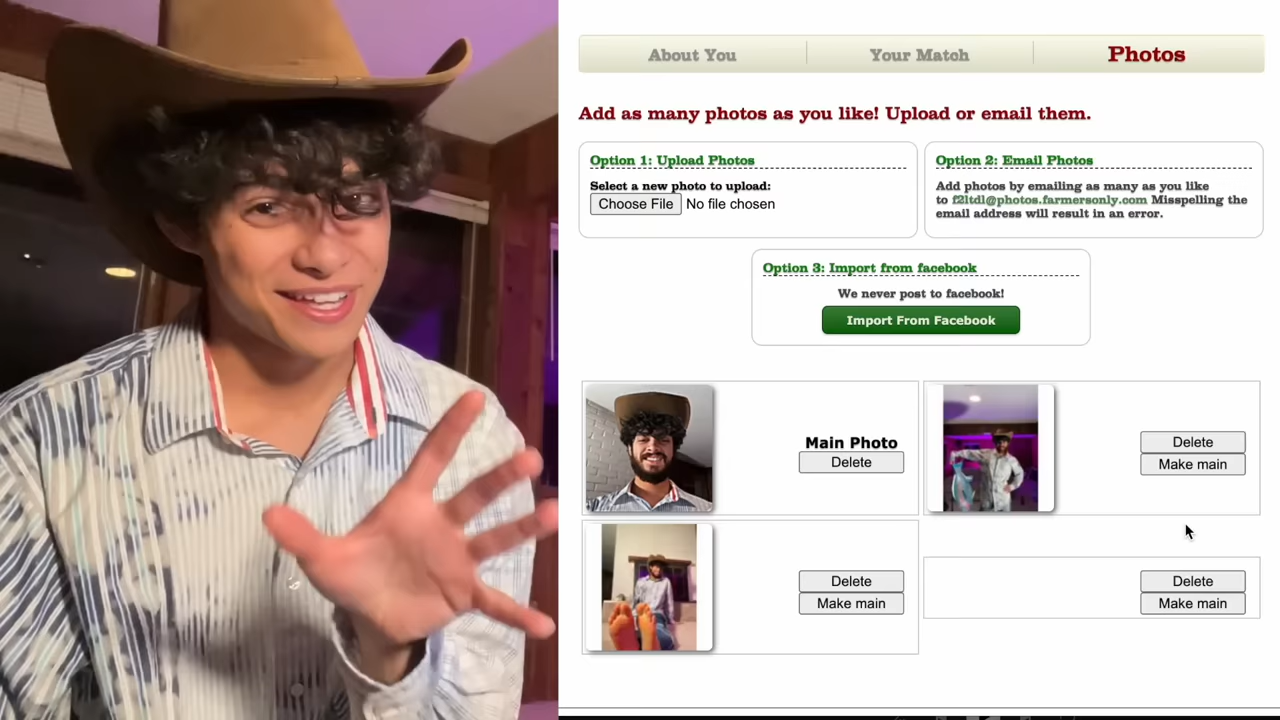 About You
Your Match
Photos
Add as many photos as you like! Upload or email them.
Option 1: Upload Photos
Select a new photo to upload:
Choose File No file chosen
Option 2: Email Photos
Add photos by emailing as many as you like
to f2ltdl@photos.farmersonly.com Misspelling the
email address will result in an error.
Option 3: Import from facebook
We never post to facebook!
Import From Facebook
Main Photo
Delete
Delete
Make main
Delete
Make main
Delete
Make main